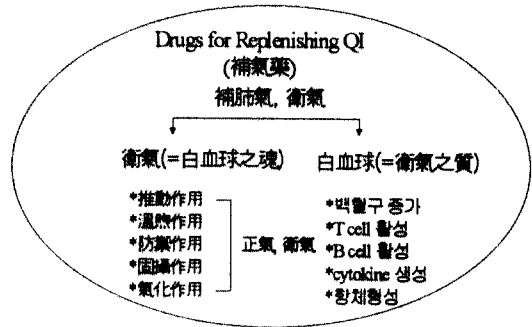 Drugs for Replenishing QI
(補氣藥)
補肺氣, 衛氣
衛氣(=白血球之魂)
白血球(=衛氣之質)
*推動作用
*溫煦作用
*防禦作用
*固攝作用
*氣化作用
正氣, 衛氣
*백혈구 증가
*T cell 활성
*B cell 활성
*cytokine 생성
*항체형성